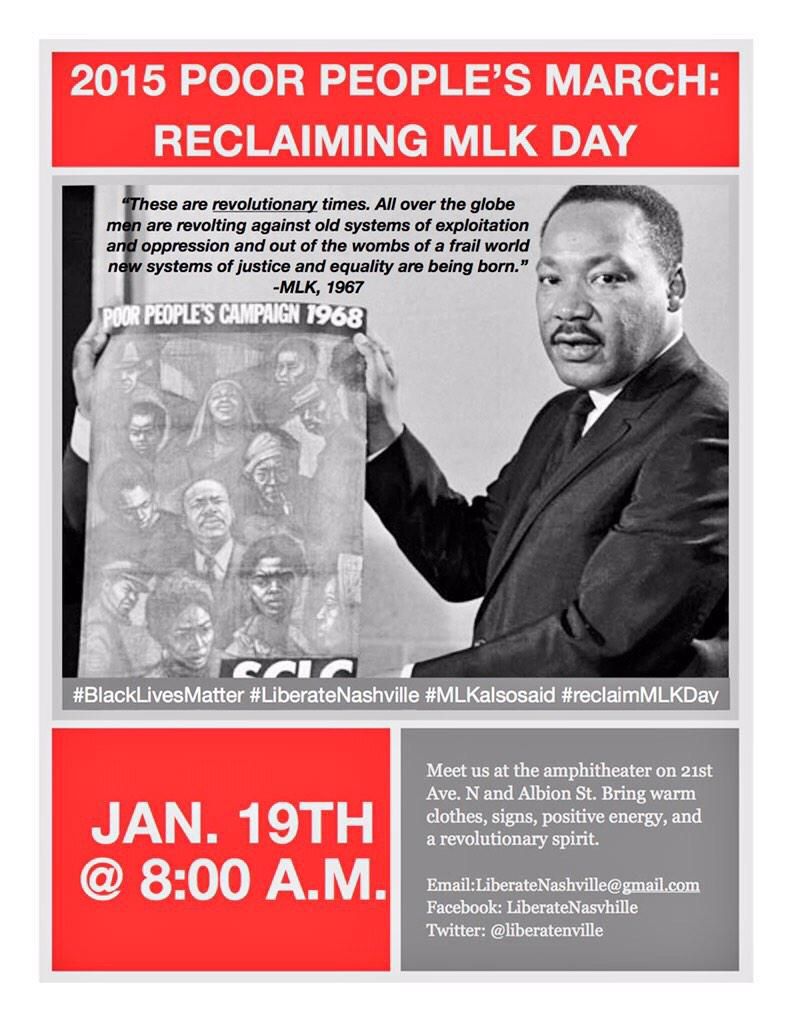 2015 POOR PEOPLE'S MARCH:
RECLAIMING MLK DAY
“These are revolutionary times. All over the globe
men are revolting against old systems of exploitation
and oppression and out of the wombs of a frail world
new systems of justice and equality are being born.”
-MLK, 1967
POOR PEOPLE'S CAMPAIGN 1968
SCLC
#BlackLivesMatter #LiberateNashville #MLKalsosaid #reclaimMLKDay
JAN. 19TH
@ 8:00 A.M.
Meet us at the amphitheater on 21st
Ave. N and Albion St. Bring warm
clothes, signs, positive energy, and
a revolutionary spirit.
Email:LiberateNashville@gmail.com
Facebook: LiberateNasvhille
Twitter: @liberatenville